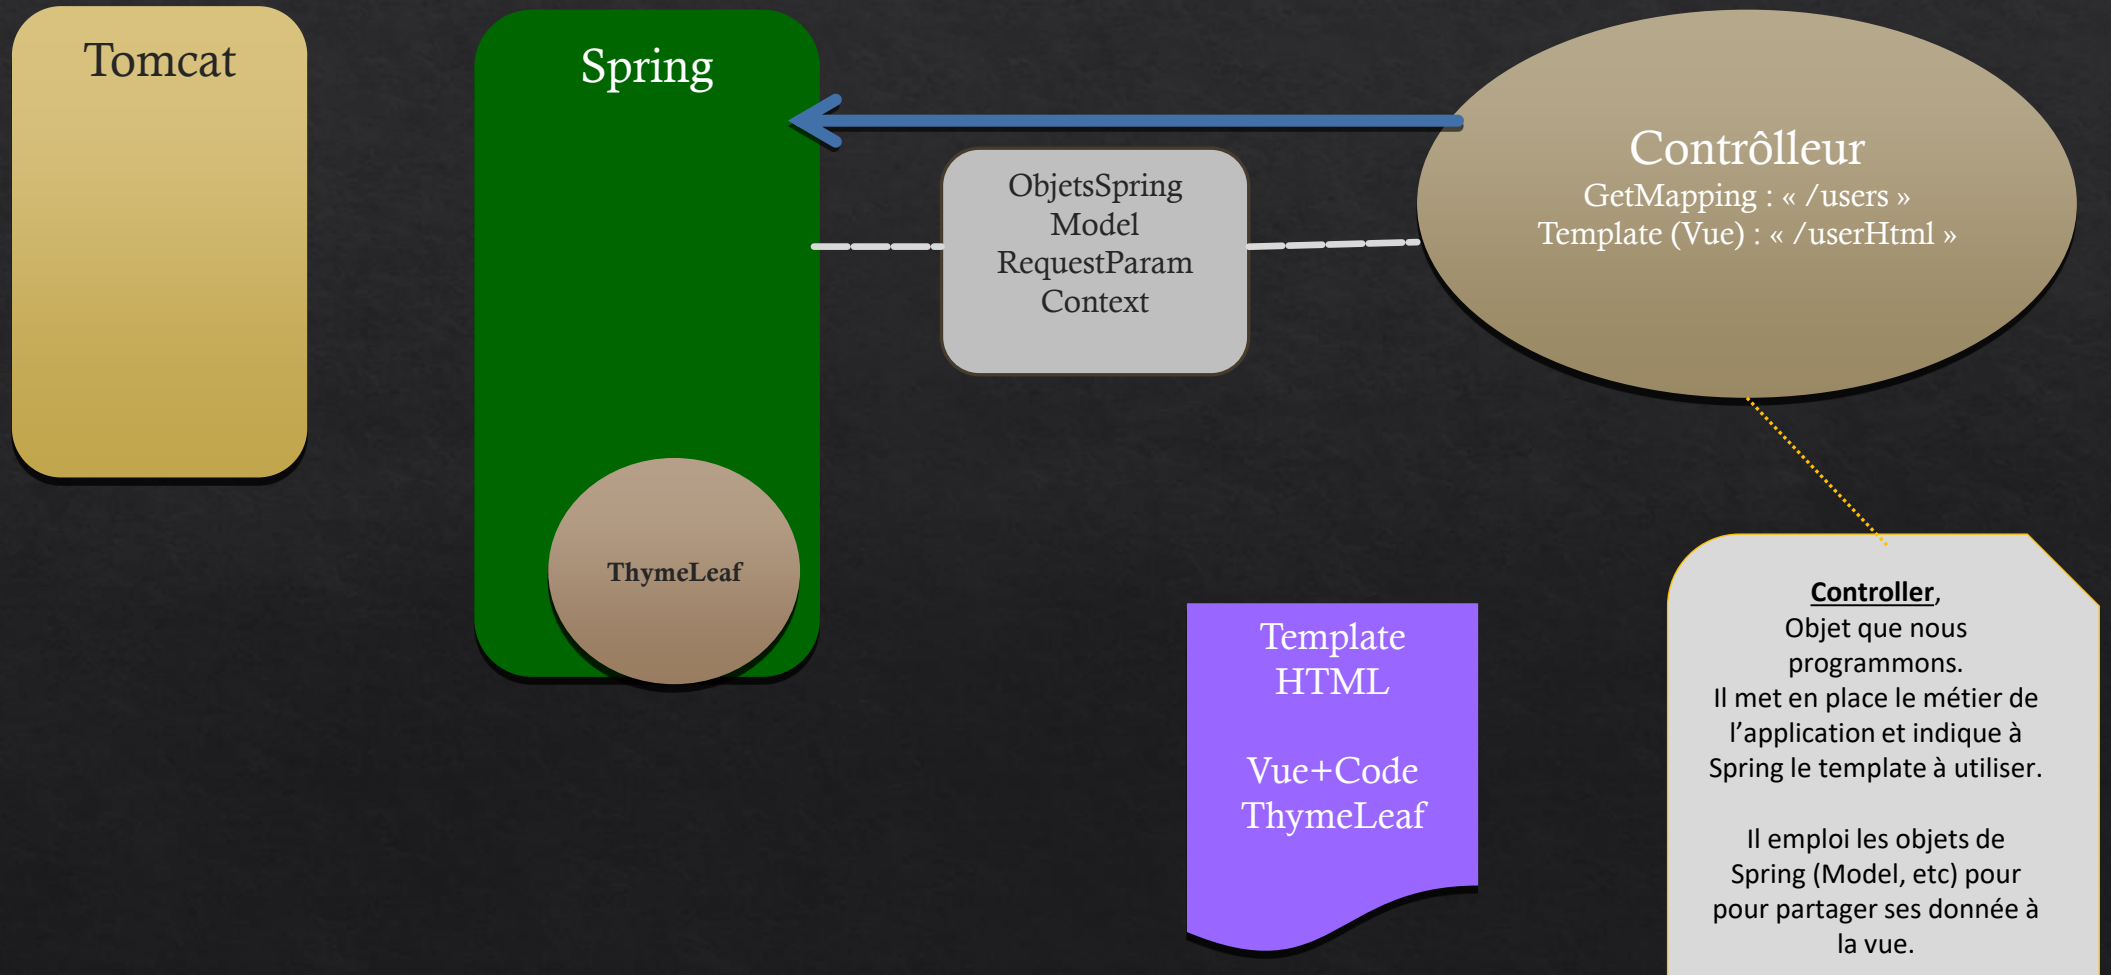 Tomcat
Spring
Contrôlleur
GetMapping : « /users »
Template (Vue) : « /userHtml »
ObjetsSpring
Model
RequestParam
Context
ThymeLeaf
Template
HTML
Vue+Code
ThymeLeaf
Controller,
Objet que nous
programmons.
Il met en place le métier de
l’application et indique à
Spring le template à utiliser.
Il emploi les objets de
Spring (Model, etc) pour
pour partager ses donnée à
la vue.